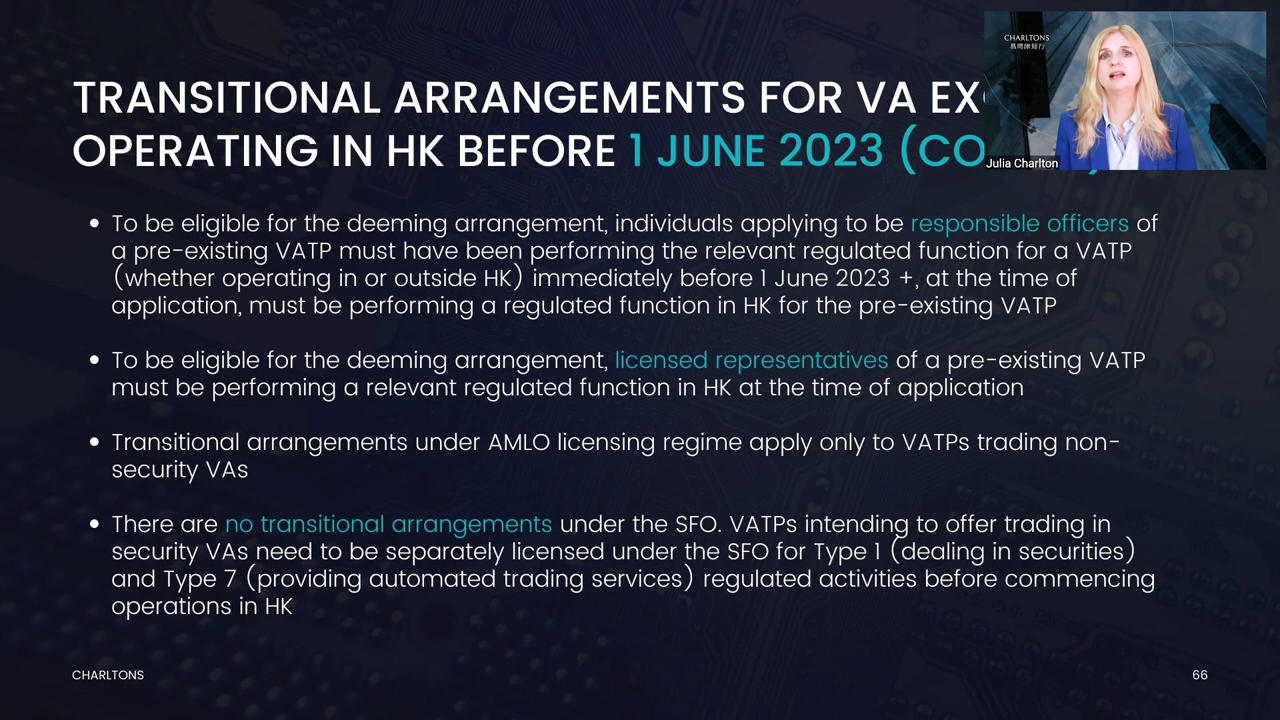 CHARLTONS
易周律師行
Julia Charlton
TRANSITIONAL ARRANGEMENTS FOR VA
OPERATING IN HK BEFORE 1 JUNE 2023
• To be eligible for the deeming arrangement, individuals applying to be responsible officers of
a pre-existing VATP must have been performing the relevant regulated function for a VATP
(whether operating in or outside HK) immediately before 1 June 2023 +, at the time of
application, must be performing a regulated function in HK for the pre-existing VATP
• To be eligible for the deeming arrangement, licensed representatives of a pre-existing VATP
must be performing a relevant regulated function in HK at the time of application
• Transitional arrangements under AMLO licensing regime apply only to VATPs trading non-
security VAs
• There are no transitional arrangements under the SFO. VATPs intending to offer trading in
security VAs need to be separately licensed under the SFO for Type 1 (dealing in securities)
and Type 7 (providing automated trading services) regulated activities before commencing
operations in HK
CHARLTONS
66